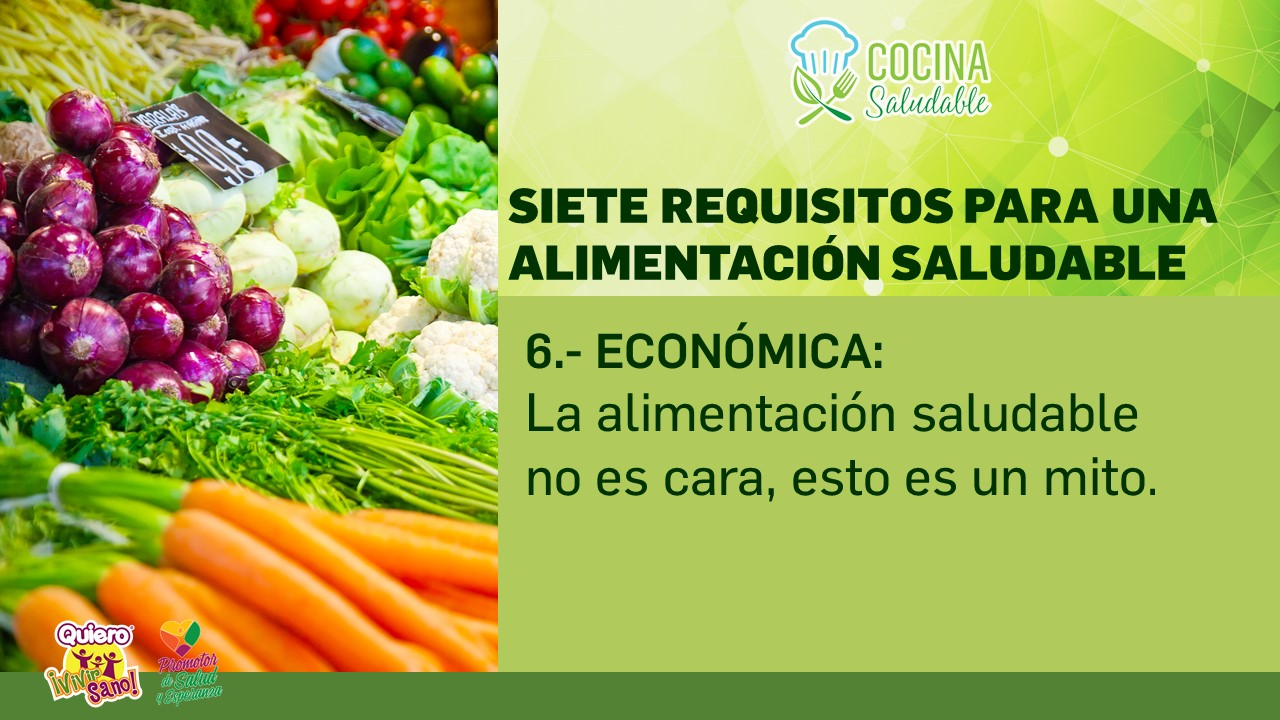 COCINA
Saludable
SIETE REQUISITOS PARA UNA
ALIMENTACIÓN SALUDABLE
6.- ECONÓMICA:
La alimentación saludable
no es cara, esto es un mito.
Quiero
¡Vivir
Sano!
Promotor
de Salud
y Esperanza